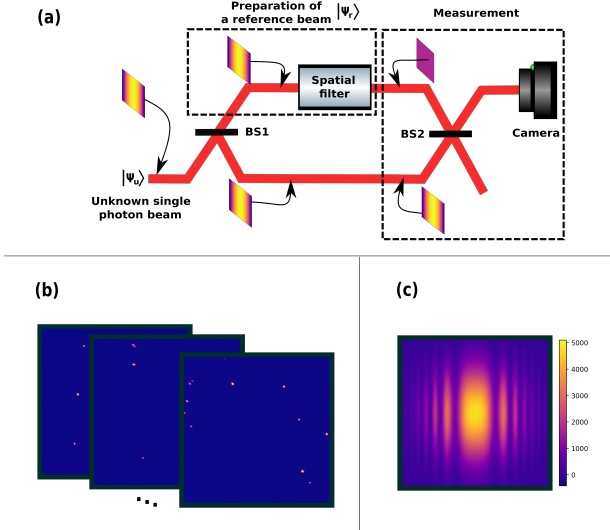 (a)
Preparation of
a reference beam |Ψr⟩
Measurement
Spatial
filter
BS1
BS2
Camera
|Ψu⟩
Unknown single
photon beam
(b)
(c)
5000
4000
3000
2000
1000
0